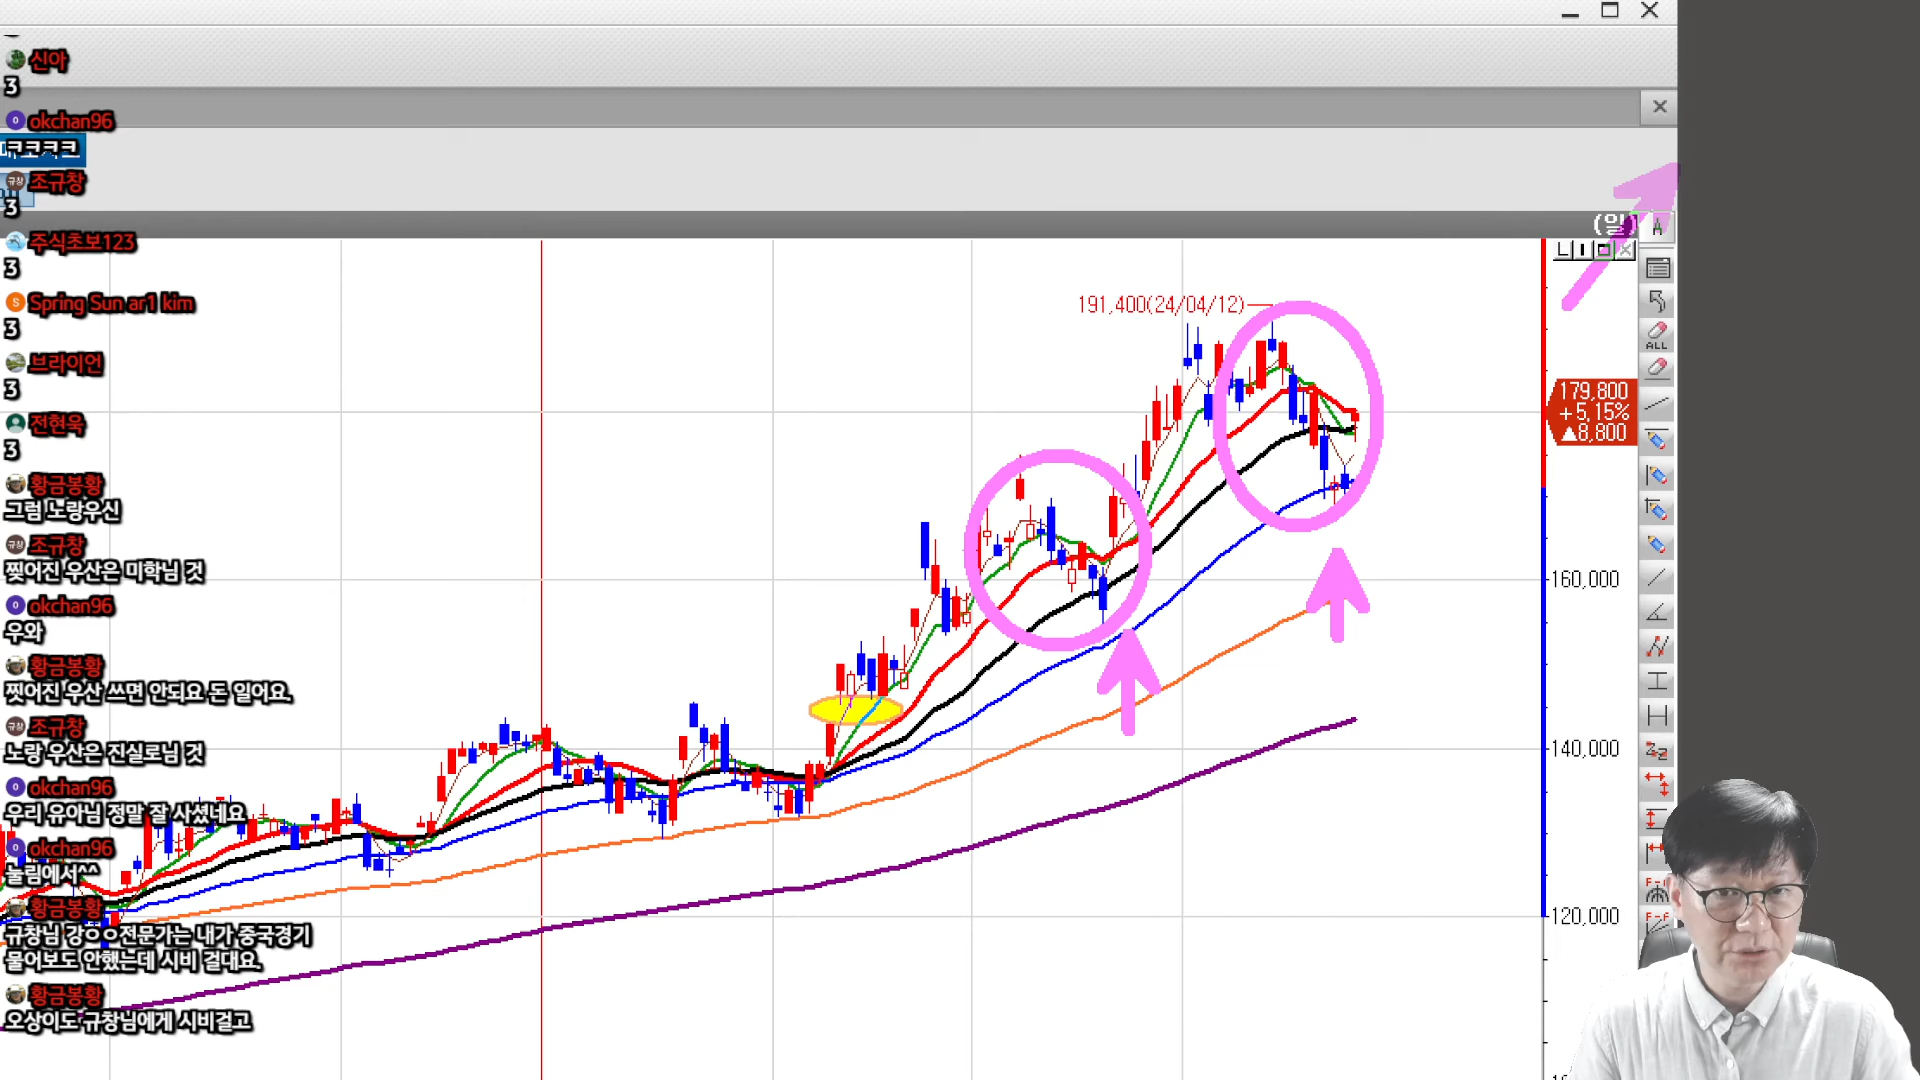 신아
3
okchan96
ㅋㅋㅋㅋ
조규창
3
주식초보123
3
Spring Sun ar1 kim
3
브라이언
3
전현욱
3
황금봉황
그럼 노랑우신
조규창
찢어진 우산은 미학님 것
okchan96
우와
황금봉황
찟어진 우산 쓰면 안되요 돈 일어요.
조규창
노랑 우산은 진실로님 것
okchan96
우리 유아님 정말 잘 사셨네요
okchan96
눌림에서^^
황금봉황
규창님 강ㅇㅇ전문가는 내가 중국경기
물어보도 안했는데 시비 걸대요.
황금봉황
오상이도 규창님에게 시비걸고
(일)
A
191,400(24/04/12)
179,800
+5,15%
▲8,800
160,000
140,000
120,000
ALL